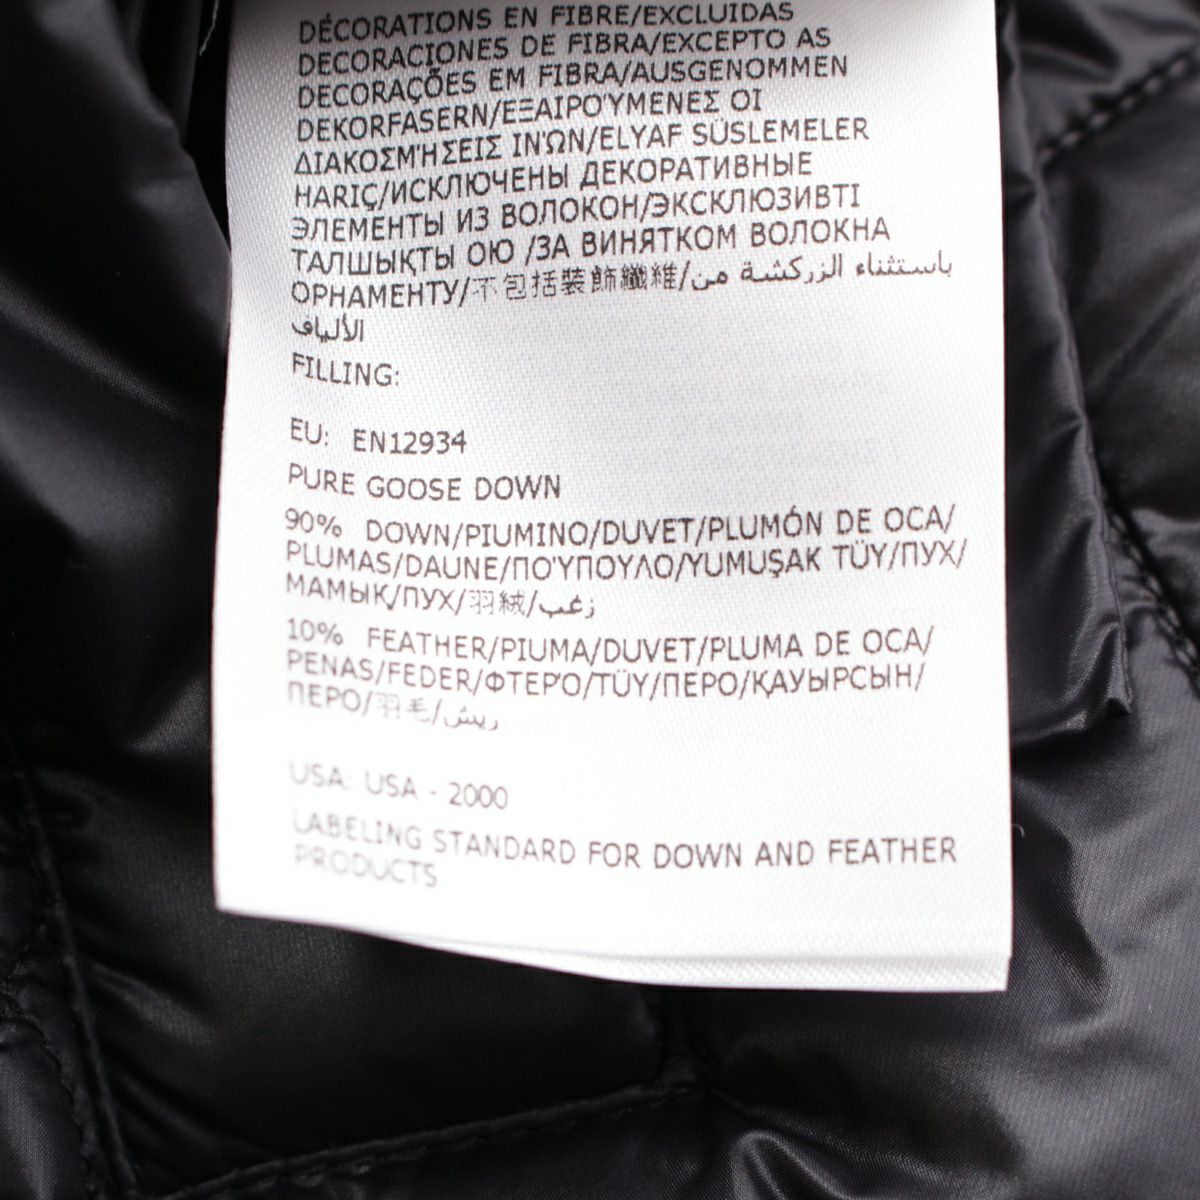 DÉCORATIONS EN FIBRE/EXCLUIDAS
DECORACIONES DE FIBRA/EXCEPTO AS
DECORAÇÕES EM FIBRA/AUSGENOMMEN
DEKORFASERN/ΕΞΑΙΡΟΎΜΕΝΕΣ ΟΙ
ΔΙΑΚΟΣΜΉΣΕΙΣ ΙΝΏΝ/ELYAF SÜSLEMELER
HARIÇ/ИСКЛЮЧЕНЫ ДЕКОРАТИВНЫЕ
ЭЛЕМЕНТЫ ИЗ ВОЛОКОН/ЭКСКЛЮЗИВТІ
ТАЛШЫҚТЫ ОЮ /ЗА ВИНЯТКОМ ВОЛОКНА
ОРНАМЕНТУ/不包括裝飾纖維/باستثناء الزركشة من
الألياف
FILLING:
EU: EN12934
PURE GOOSE DOWN
90% DOWN/PIUMINO/DUVET/PLUMÓN DE OCA/
PLUMAS/DAUNE/ΠΟΎΠΟΥΛΟ/YUMUŞAK TÜY/ПУХ/
МАМЫҚ/ПУХ/羽絨/زغب
10% FEATHER/PIUMA/DUVET/PLUMA DE OCA/
PENAS/FEDER/ΦΤΕΡΌ/TÜY/ПЕРО/ҚАУЫРСЫН/
ПЕРО/羽毛/ريش
USA: USA - 2000
LABELING STANDARD FOR DOWN AND FEATHER
PRODUCTS